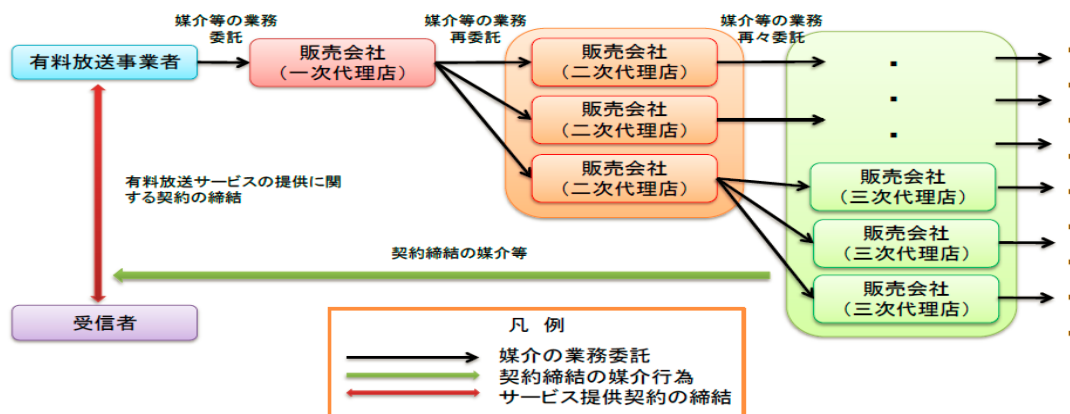 媒介等の業務
委託
媒介等の業務
再委託
媒介等の業務
再々委託
有料放送事業者
販売会社
(一次代理店)
販売会社
(二次代理店)
販売会社
(二次代理店)
販売会社
(二次代理店)
販売会社
(三次代理店)
販売会社
(三次代理店)
販売会社
(三次代理店)
有料放送サービスの提供に関
する契約の締結
契約締結の媒介等
受信者
凡 例
媒介の業務委託
契約締結の媒介行為
サービス提供契約の締結